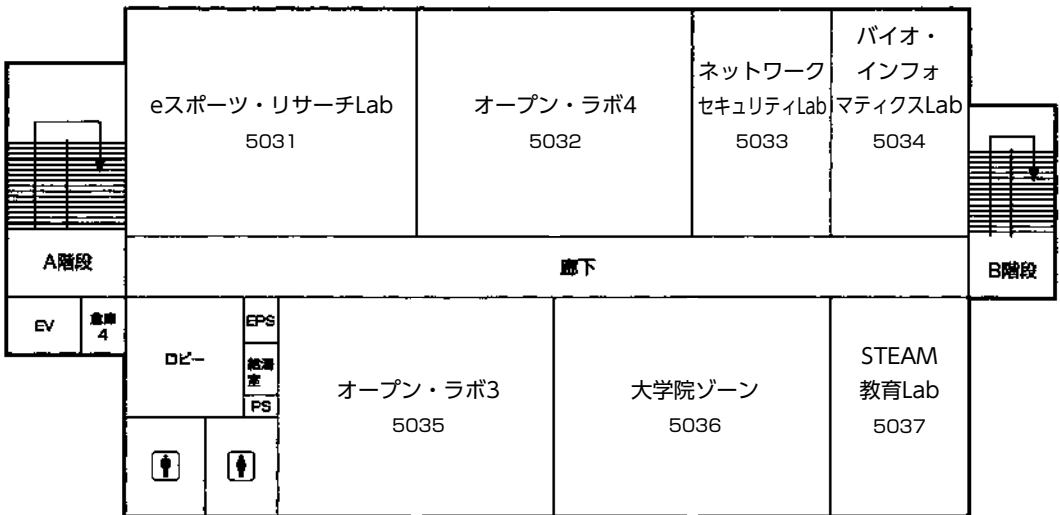 eスポーツ・リサーチLab
5031
オープン・ラボ4
5032
ネットワーク
セキュリティLab
5033
バイオ・
インフォ
マティクスLab
5034
A階段
廊下
B階段
EV
倉庫
4
ロビー
EPS
給湯
室
PS
オープン・ラボ3
5035
大学院ゾーン
5036
STEAM
教育Lab
5037